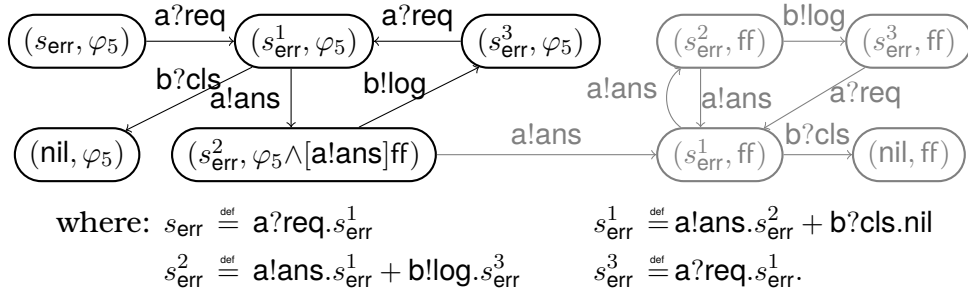 a?req a?req b!log
(s_err, φ₅) (s¹_err, φ₅) (s³_err, φ₅) (s²_err, ff) (s³_err, ff)
b?cls a!ans b!log a!ans a!ans a?req
a!ans b?cls
(nil, φ₅) (s²_err, φ₅∧[a!ans]ff) (s¹_err, ff) (nil, ff)
where: s_err ≝ a?req.s¹_err s¹_err ≝ a!ans.s²_err + b?cls.nil
s²_err ≝ a!ans.s¹_err + b!log.s³_err s³_err ≝ a?req.s¹_err.